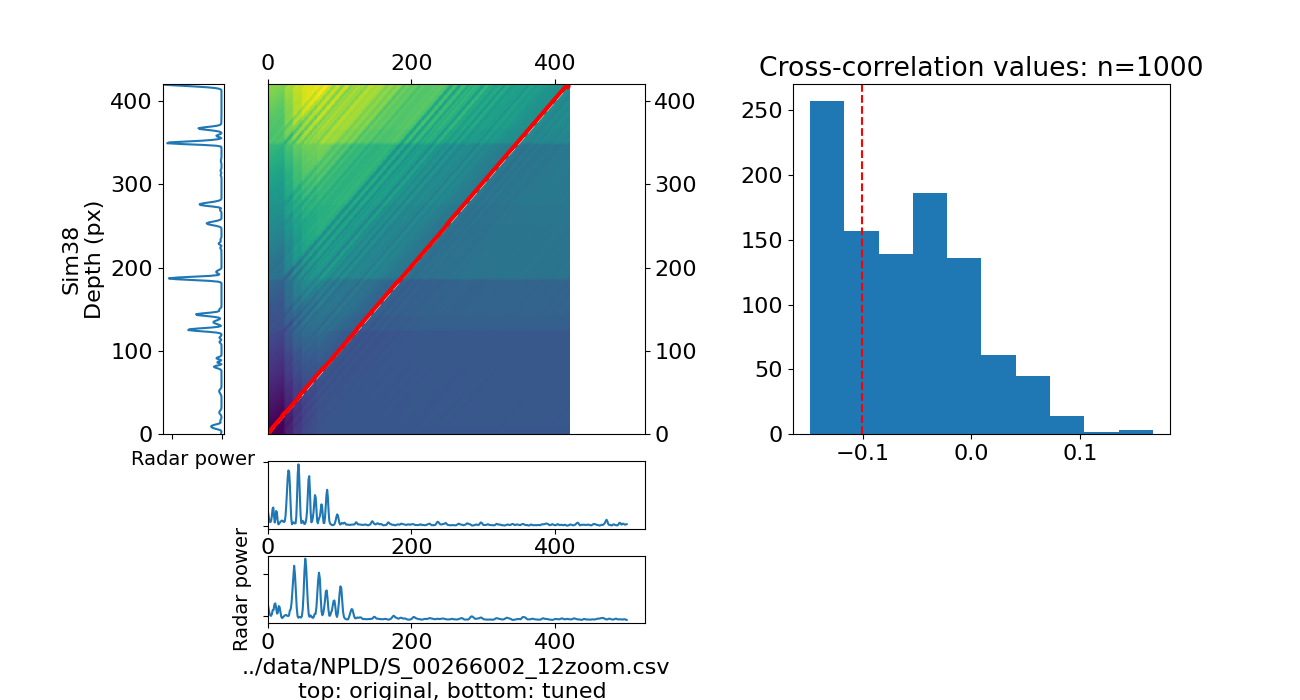 0 200 400
Cross-correlation values: n=1000
400
300
200
100
0
Sim38
Depth (px)
400
300
200
100
0
250
200
150
100
50
0
−0.1 0.0 0.1
Radar power
0 200 400
Radar power
0 200 400
../data/NPLD/S_00266002_12zoom.csv
top: original, bottom: tuned